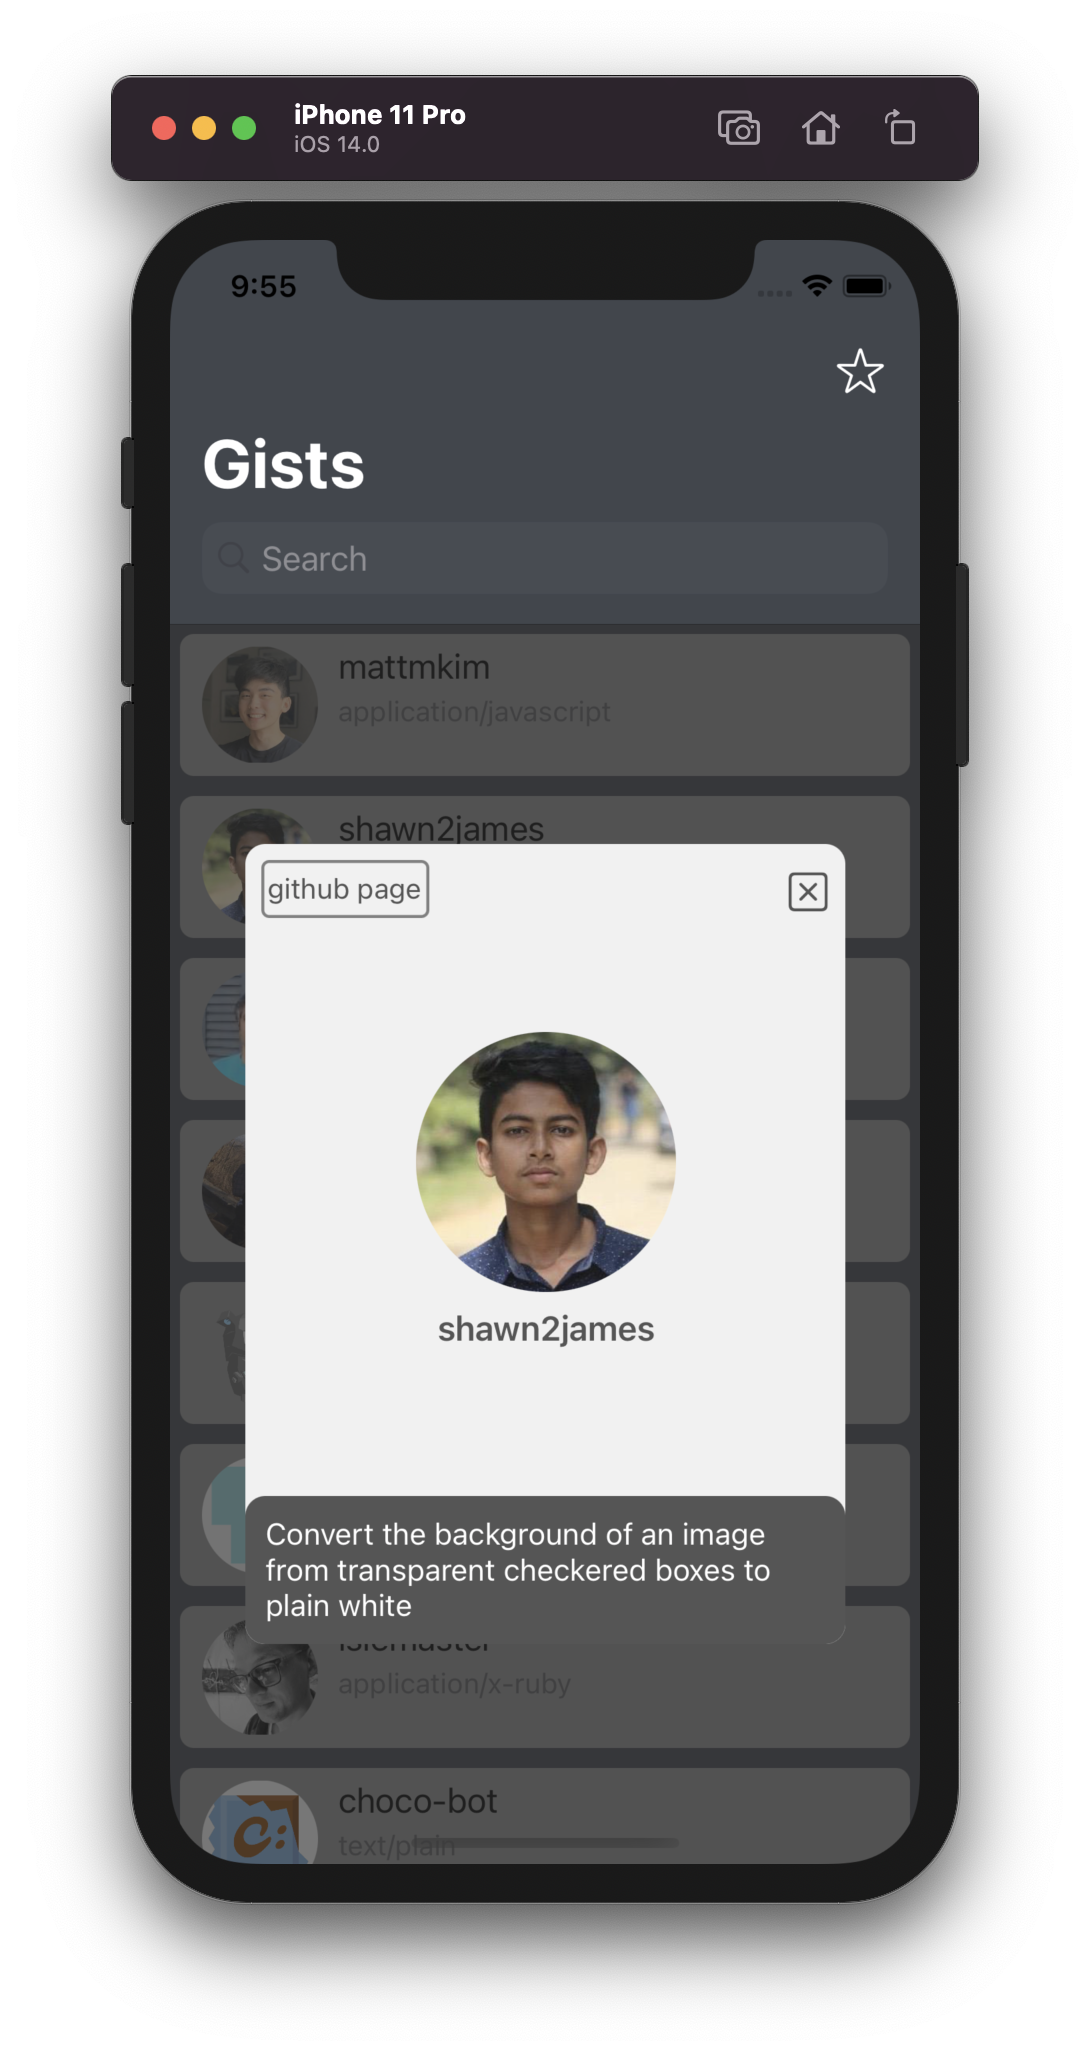 iPhone 11 Pro
iOS 14.0
9:55
Gists
Search
mattmkim
application/javascript
shawn2james
github page
shawn2james
Convert the background of an image
from transparent checkered boxes to
plain white
application/x-ruby
choco-bot
text/plain